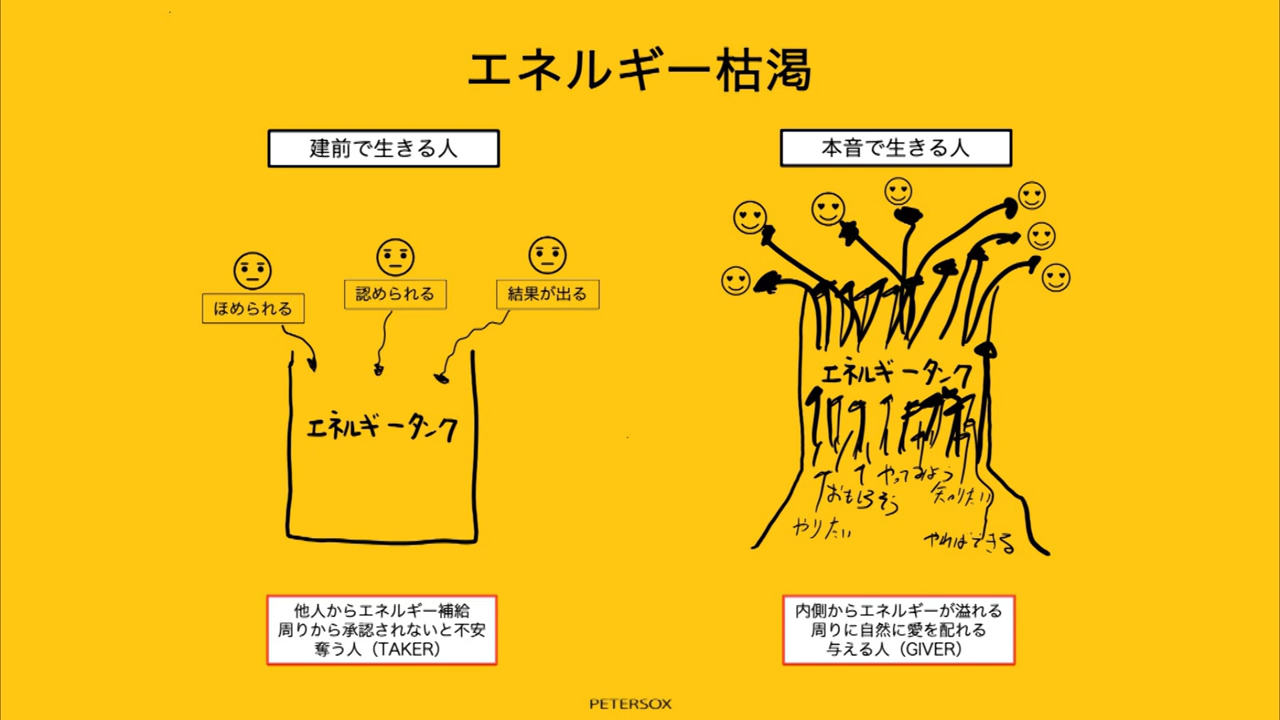 エネルギー枯渇
建前で生きる人
ほめられる
認められる
結果が出る
エネルギータンク
他人からエネルギー補給
周りから承認されないと不安
奪う人（TAKER）
本音で生きる人
エネルギータンク
やってみよう
おもしろそう
知りたい
やりたい
やればできる
内側からエネルギーが溢れる
周りに自然に愛を配れる
与える人（GIVER）
PETERSOX